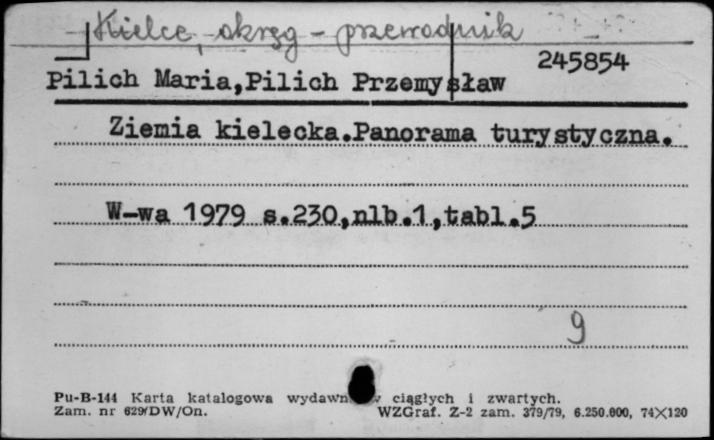 Kielce, okręg - przewodnik
245854
Pilich Maria,Pilich Przemysław
Ziemia kielecka.Panorama turystyczna.
W-wa 1979 s.230,nlb.1,tabl.5
9
Pu-B-144 Karta katalogowa ciągłych i zwartych.
Zam. nr 629/DW/On. WZGraf. Z-2 zam. 379/79, 6.250.000, 74×120